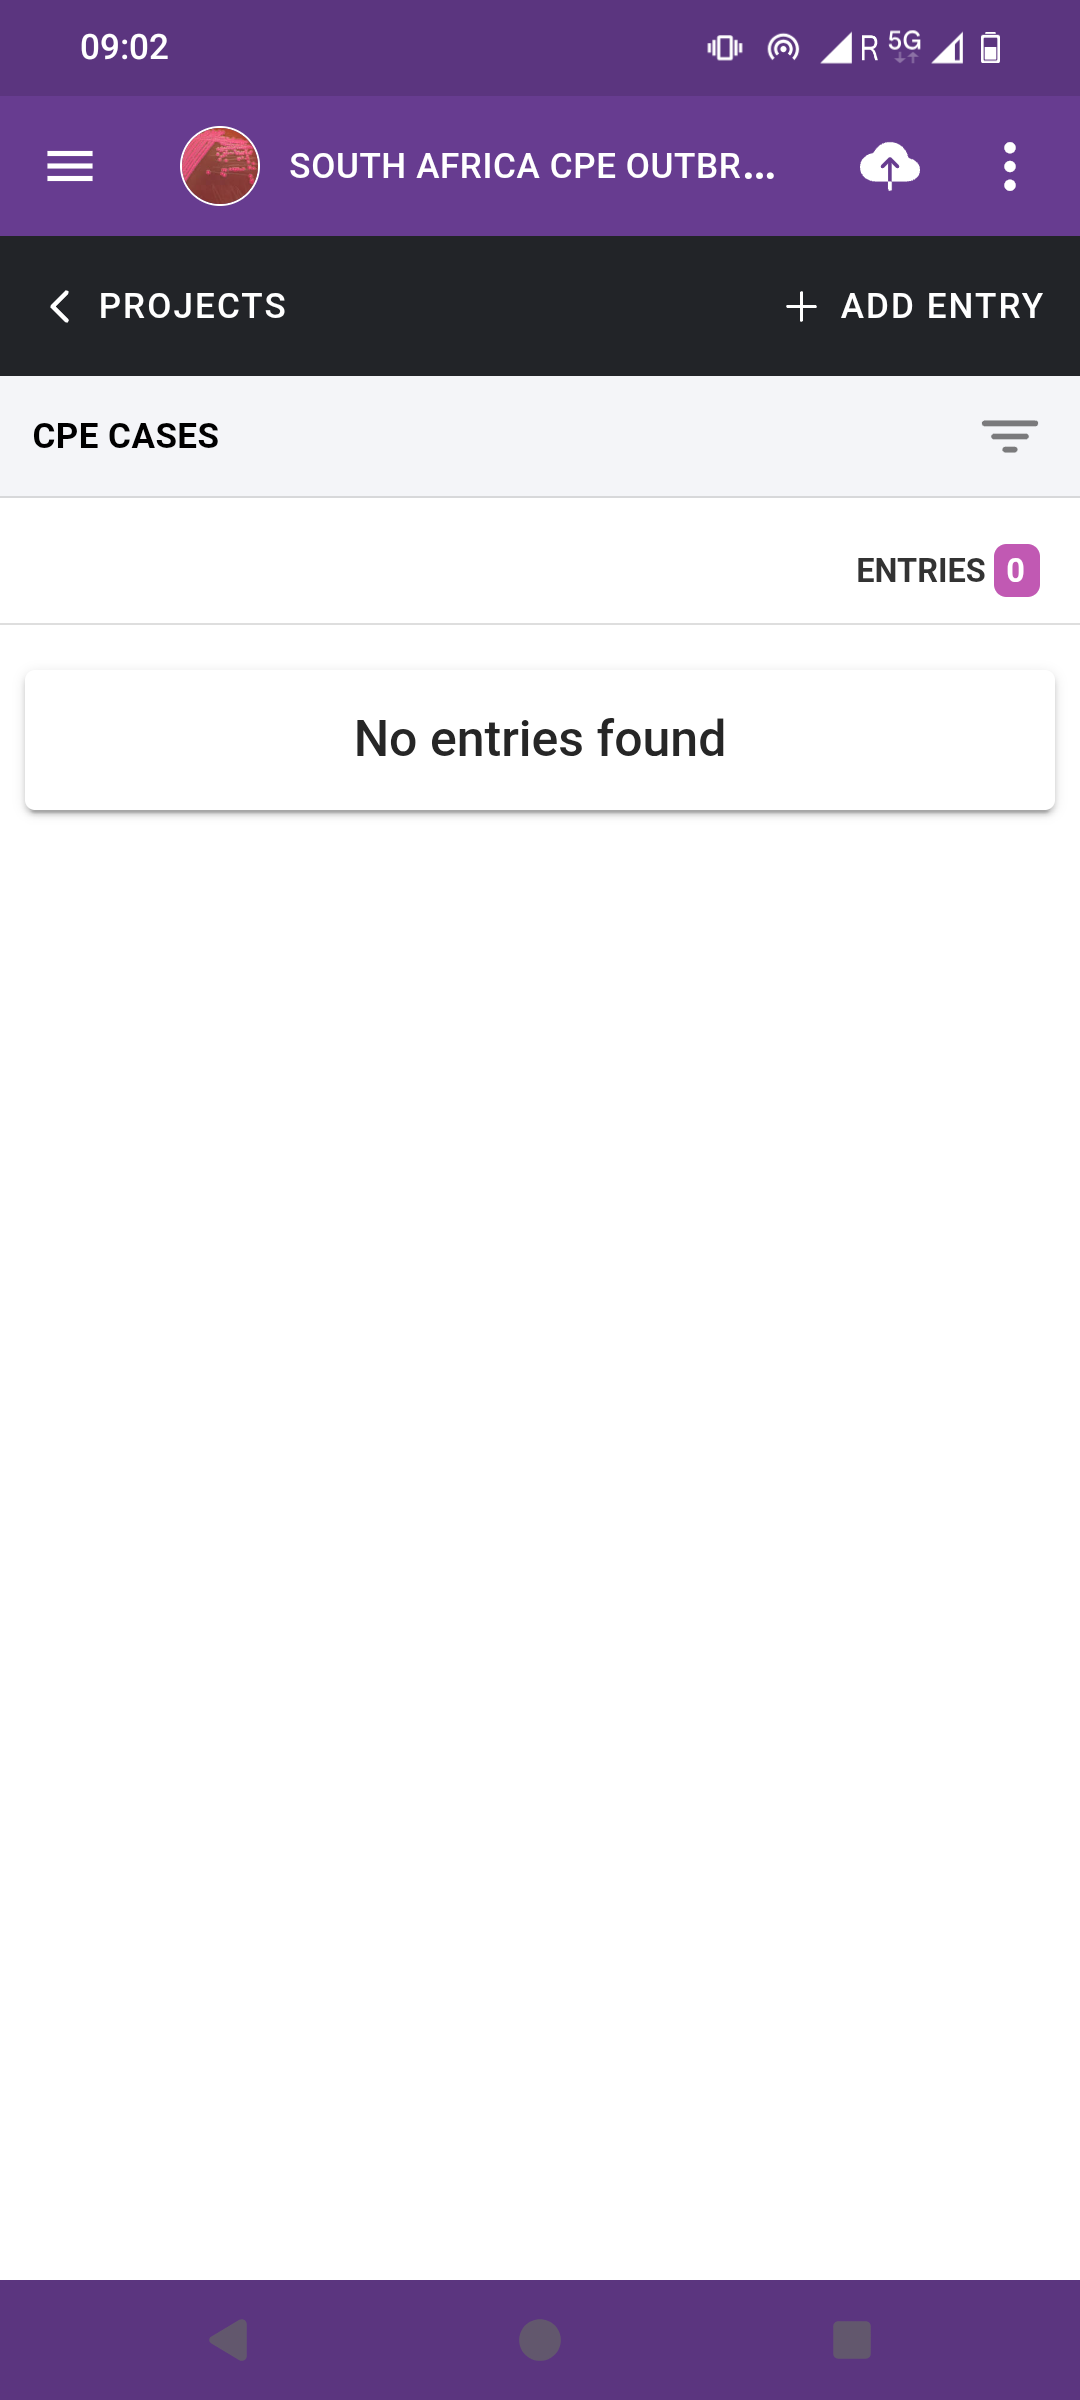 09:02
R 5G
SOUTH AFRICA CPE OUTBR...
PROJECTS
ADD ENTRY
CPE CASES
ENTRIES 0
No entries found